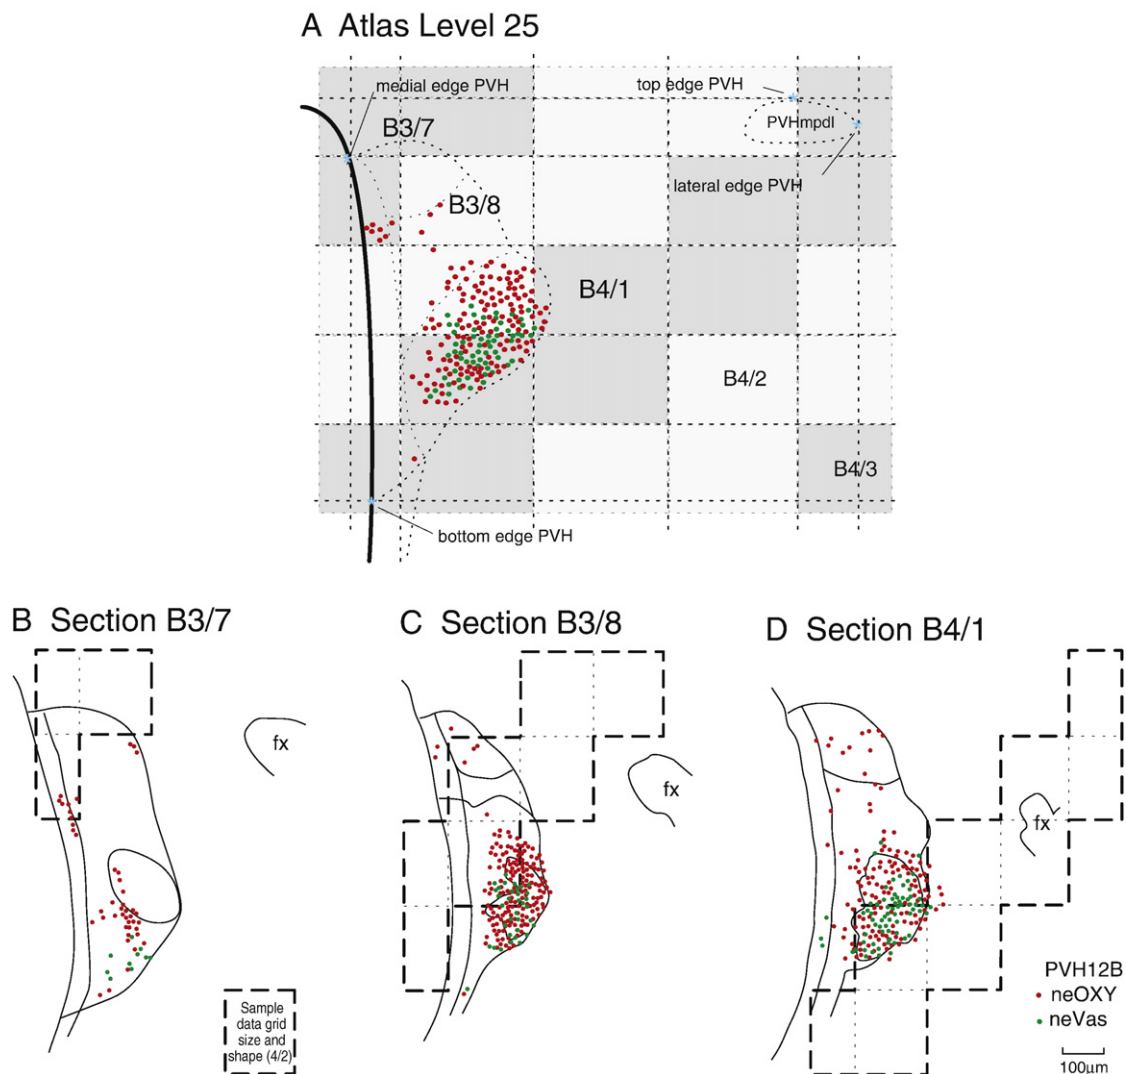 A Atlas Level 25
medial edge PVH
top edge PVH
B3/7
PVHmpdl
lateral edge PVH
B3/8
B4/1
B4/2
B4/3
bottom edge PVH
B Section B3/7
C Section B3/8
D Section B4/1
fx
fx
fx
Sample
data grid
size and
shape (4/2)
PVH12B
neOXY
neVas
100µm